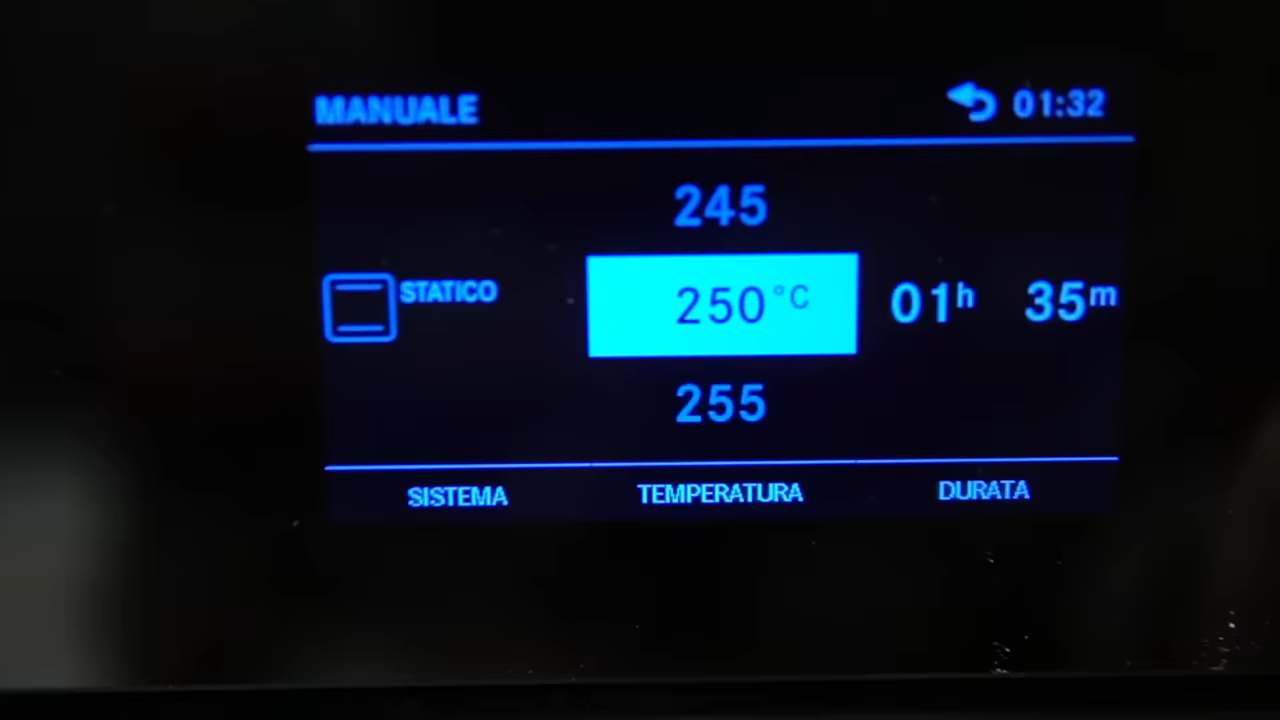 MANUALE 01:32
245
STATICO 250°C 01h 35m
255
SISTEMA TEMPERATURA DURATA